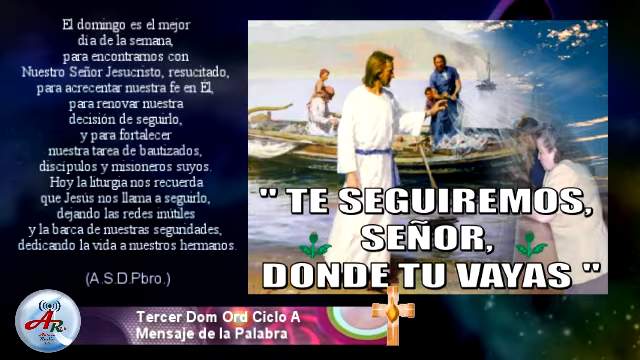 El domingo es el mejor
día de la semana,
para encontrarnos con
Nuestro Señor Jesucristo, resucitado,
para acrecentar nuestra fe en Él,
para renovar nuestra
decisión de seguirlo,
y para fortalecer
nuestra tarea de bautizados,
discípulos y misioneros suyos.
Hoy la liturgia nos recuerda
que Jesús nos llama a seguirlo,
dejando las redes inútiles
y la barca de nuestras seguridades,
dedicando la vida a nuestros hermanos.
(A.S.D.Pbro.)
" TE SEGUIREMOS,
SEÑOR,
DONDE TU VAYAS "
AR
Tercer Dom Ord Ciclo A
Mensaje de la Palabra